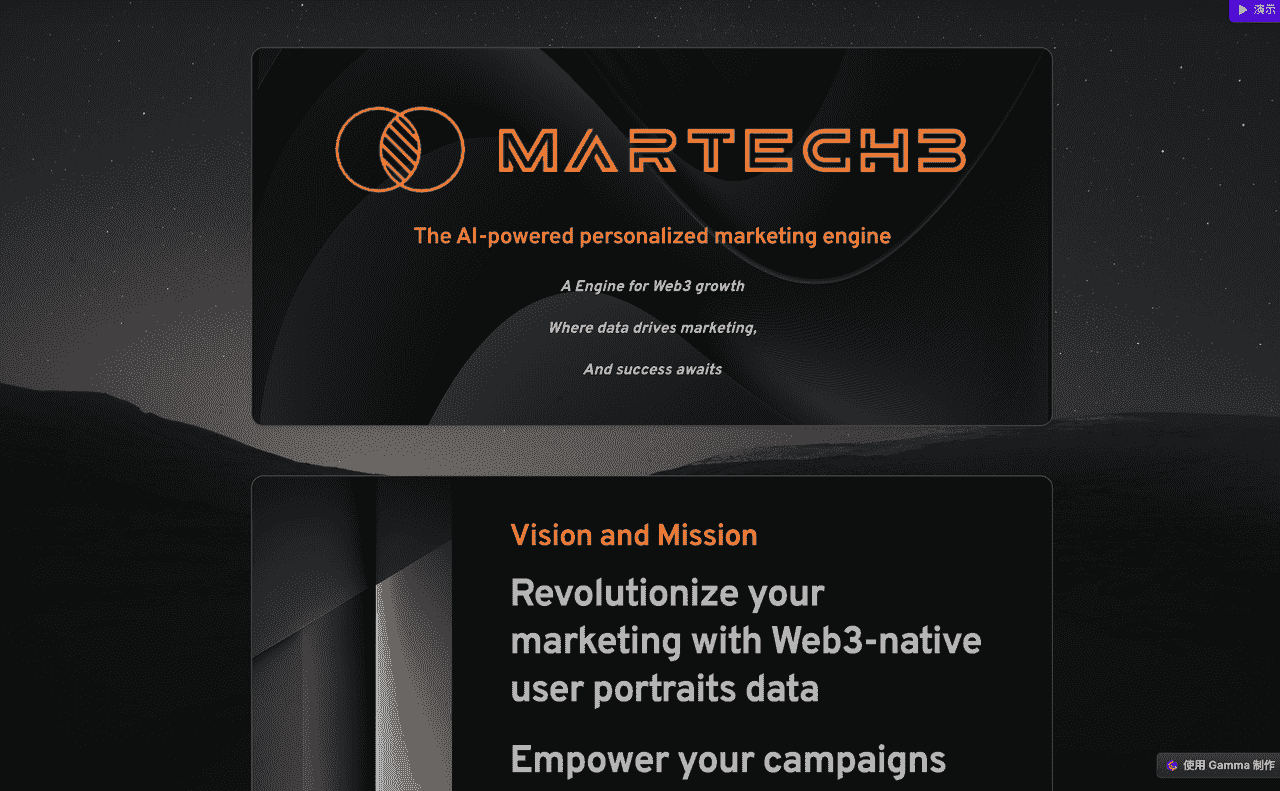 演示
MARTECH3
The AI-powered personalized marketing engine
A Engine for Web3 growth
Where data drives marketing,
And success awaits
Vision and Mission
Revolutionize your
marketing with Web3-native
user portraits data
Empower your campaigns
使用 Gamma 制作